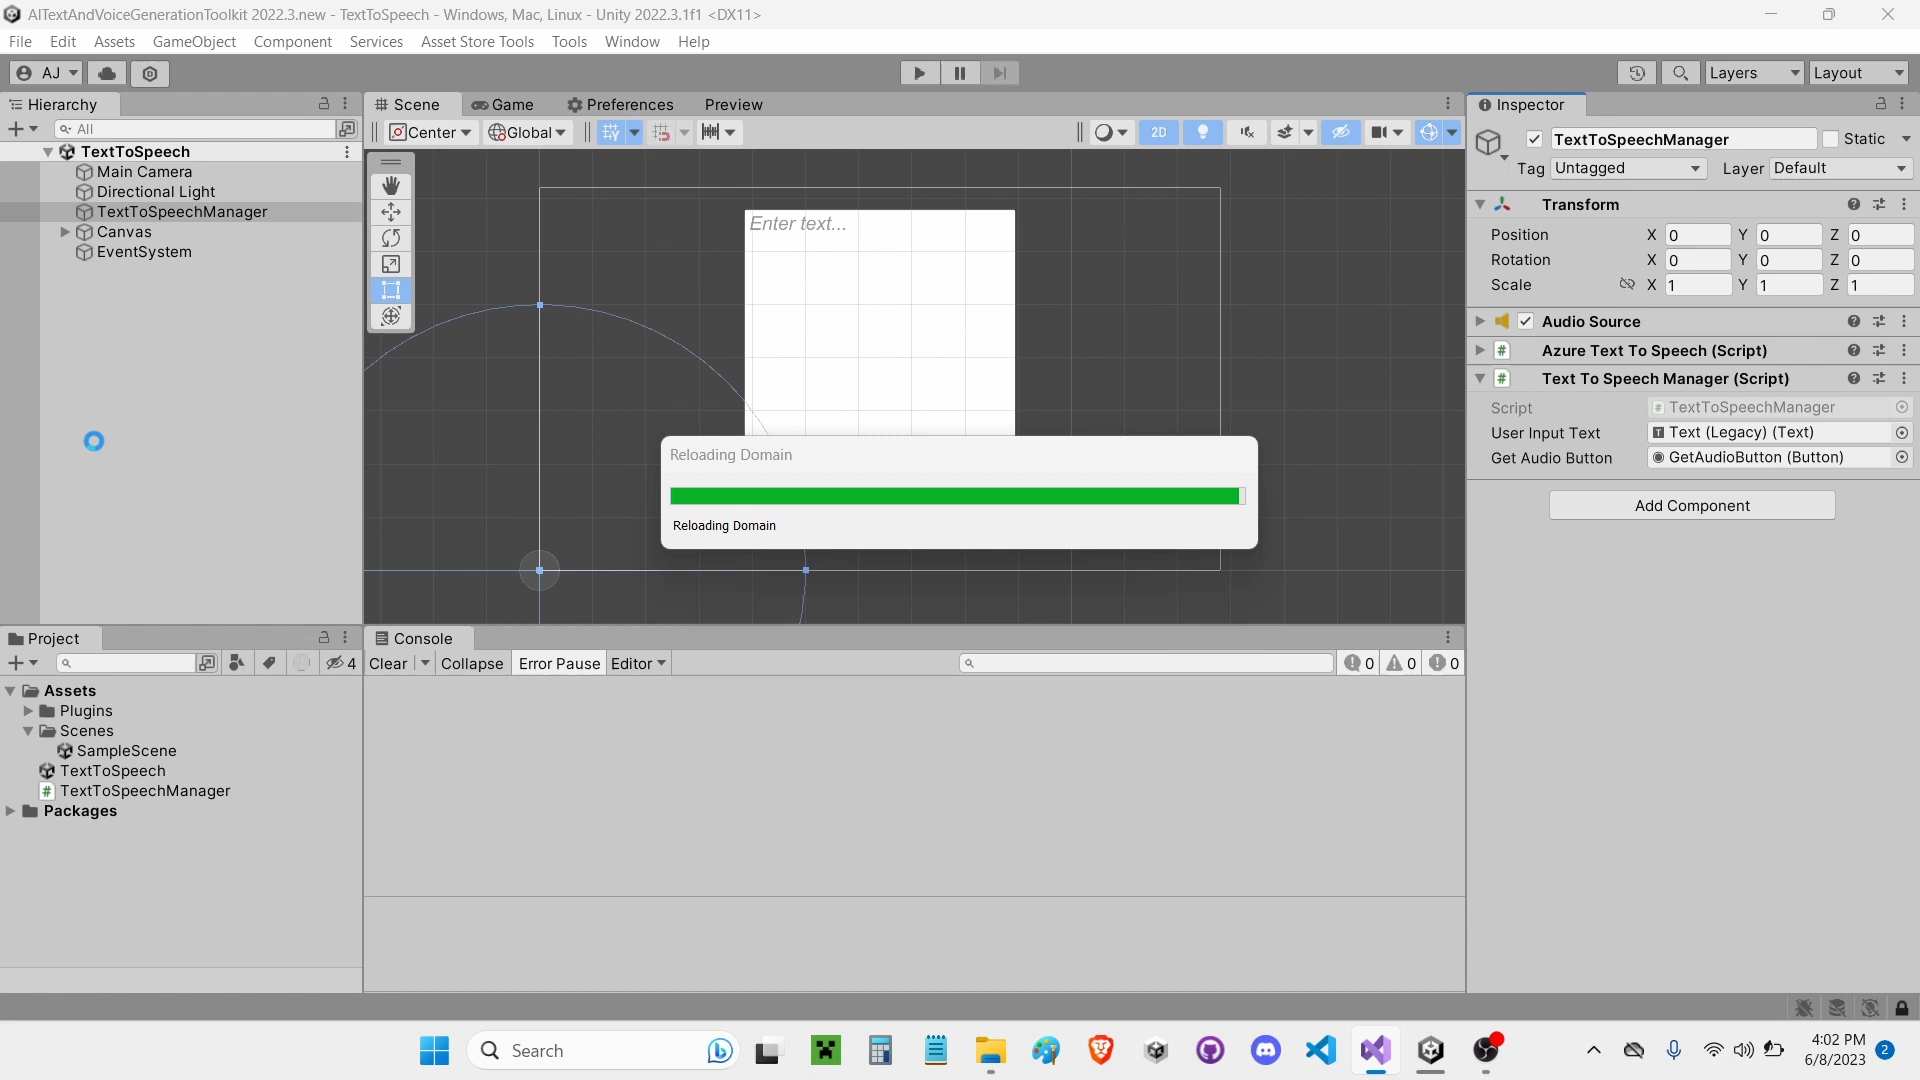 AITextAndVoiceGenerationToolkit 2022.3.new - TextToSpeech - Windows, Mac, Linux - Unity 2022.3.1f1 <DX11>
File Edit Assets GameObject Component Services Asset Store Tools Tools Window Help
AJ
Layers
Layout
Hierarchy
All
TextToSpeech
Main Camera
Directional Light
TextToSpeechManager
Canvas
EventSystem
Scene
Game
Preferences
Preview
Center
Global
2D
Enter text...
Reloading Domain
Reloading Domain
Inspector
TextToSpeechManager
Static
Tag Untagged
Layer Default
Transform
Position X 0 Y 0 Z 0
Rotation X 0 Y 0 Z 0
Scale X 1 Y 1 Z 1
Audio Source
Azure Text To Speech (Script)
Text To Speech Manager (Script)
Script TextToSpeechManager
User Input Text Text (Legacy) (Text)
Get Audio Button GetAudioButton (Button)
Add Component
Project
4
Assets
Plugins
Scenes
SampleScene
TextToSpeech
TextToSpeechManager
Packages
Console
Clear Collapse Error Pause Editor
0 0 0
Search
4:02 PM
6/8/2023
2